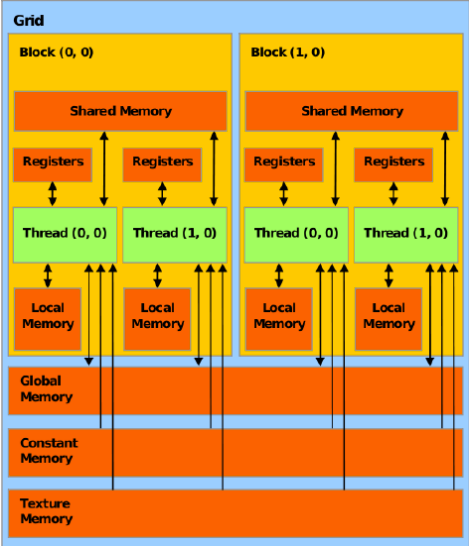 Grid
Block (0, 0)
Block (1, 0)
Shared Memory
Shared Memory
Registers
Registers
Registers
Registers
Thread (0, 0)
Thread (1, 0)
Thread (0, 0)
Thread (1, 0)
Local
Memory
Local
Memory
Local
Memory
Local
Memory
Global
Memory
Constant
Memory
Texture
Memory